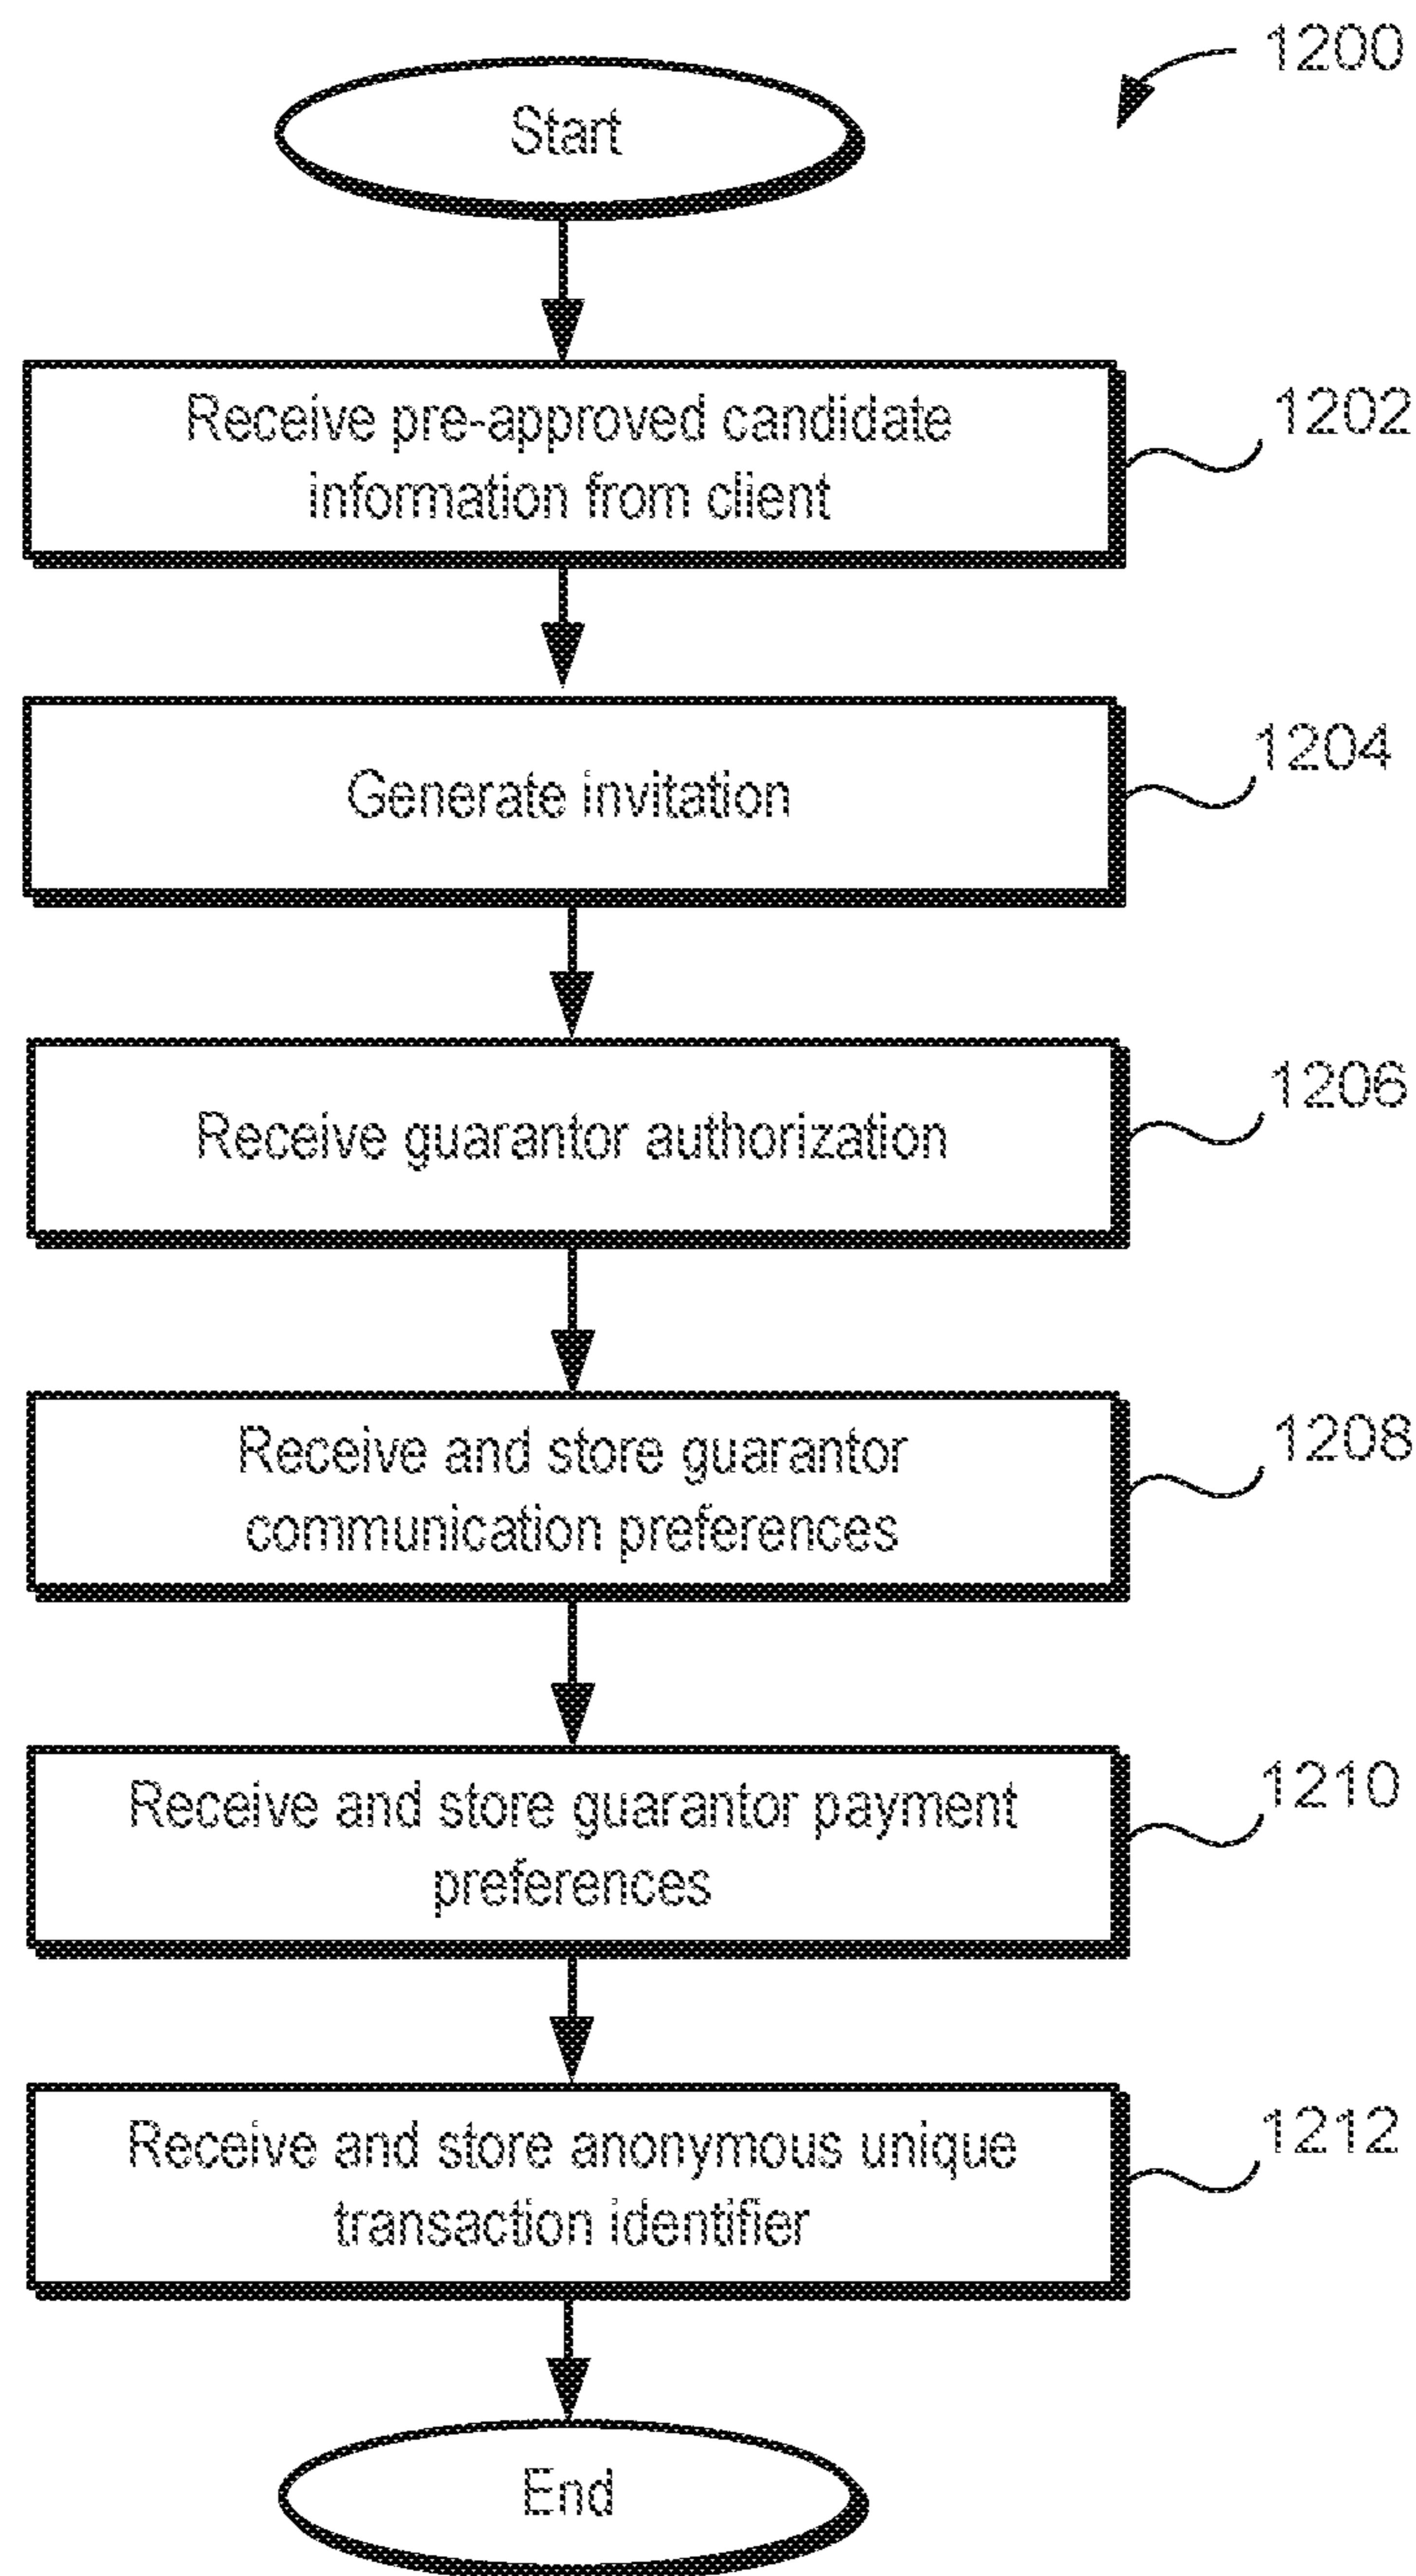 1200
Start
Receive pre-approved candidate
information from client
1202
Generate invitation
1204
Receive guarantor authorization
1206
Receive and store guarantor
communication preferences
1208
Receive and store guarantor payment
preferences
1210
Receive and store anonymous unique
transaction identifier
1212
End